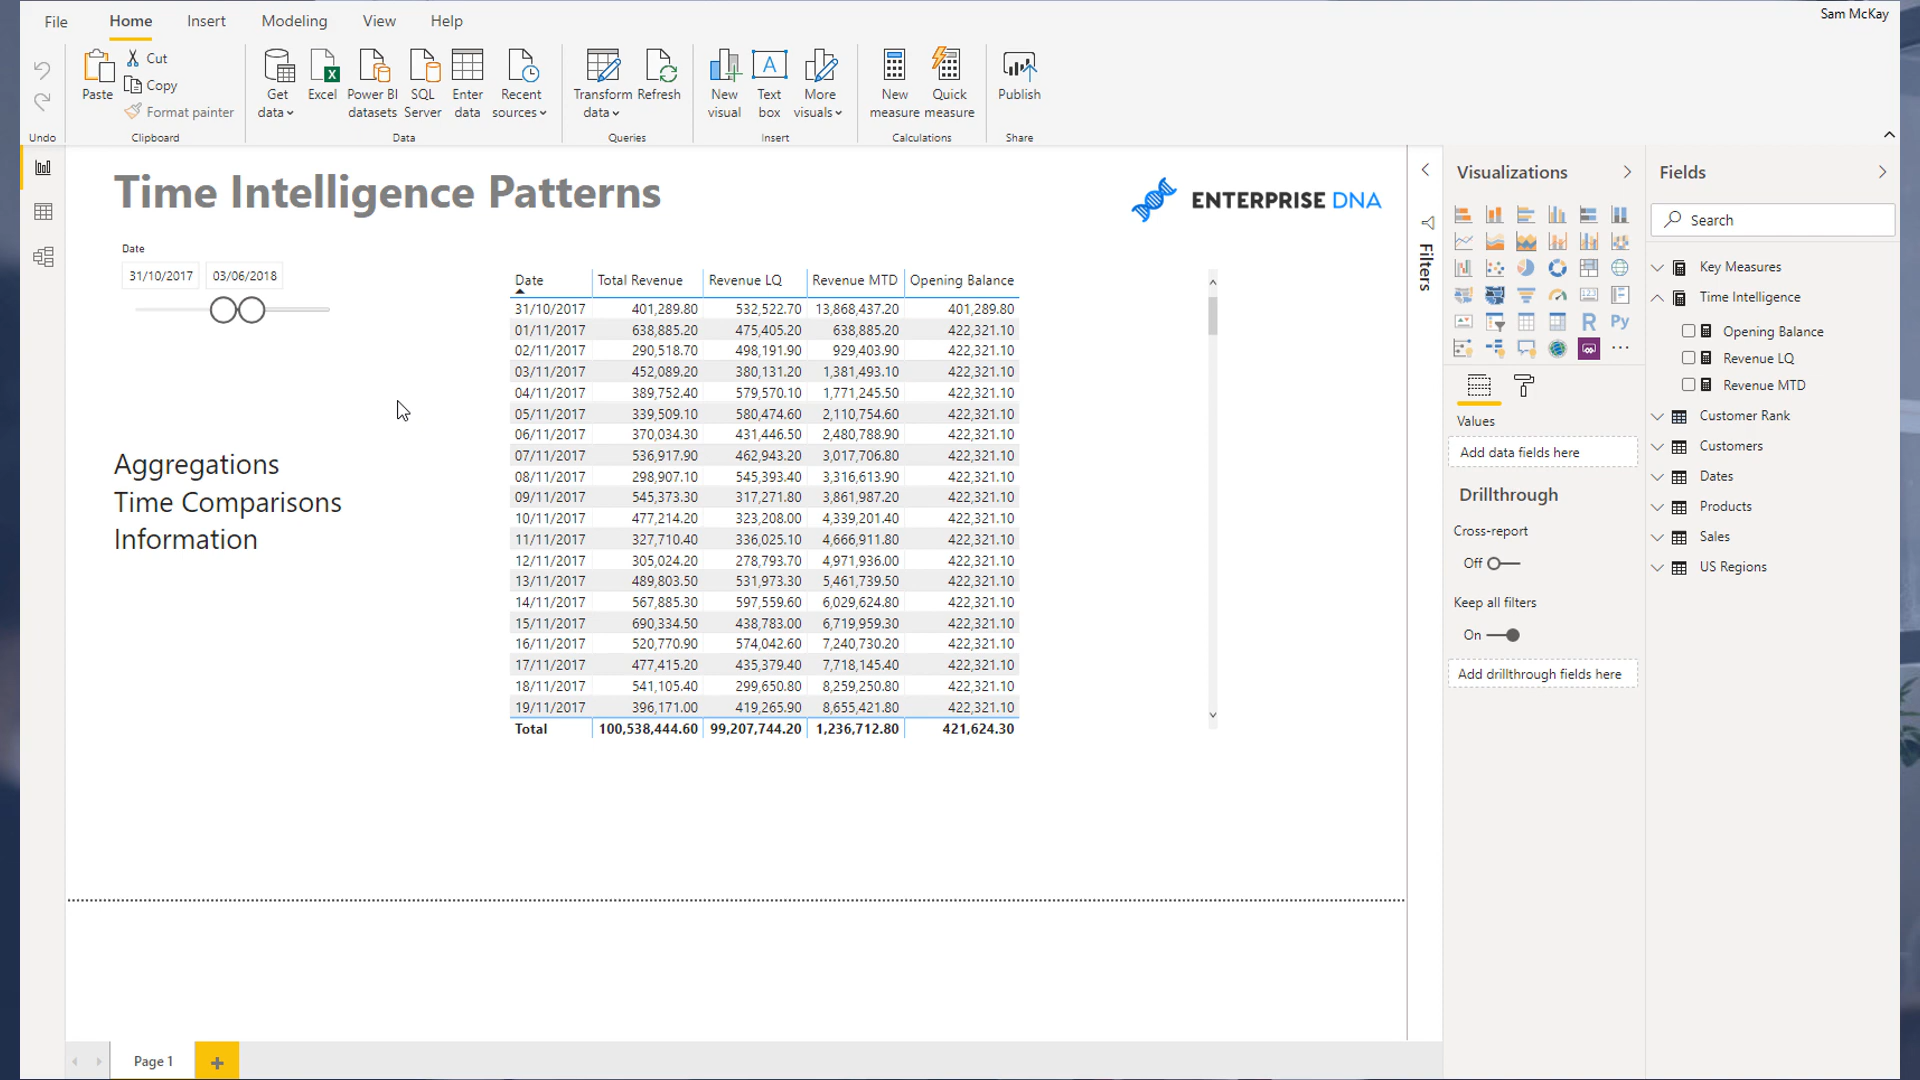 Sam McKay
File Home Insert Modeling View Help
Cut
Copy
Format painter
Paste
Get data
Excel
Power BI datasets
SQL Server
Enter data
Recent sources
Transform data
Refresh
New visual
Text box
More visuals
New measure
Quick measure
Publish
Undo Clipboard Data Queries Insert Calculations Share
Time Intelligence Patterns
ENTERPRISE DNA
Date
31/10/2017 03/06/2018
Aggregations
Time Comparisons
Information
Date Total Revenue Revenue LQ Revenue MTD Opening Balance
31/10/2017 401,289.80 532,522.70 13,868,437.20 401,289.80
01/11/2017 638,885.20 475,405.20 638,885.20 422,321.10
02/11/2017 290,518.70 498,191.90 929,403.90 422,321.10
03/11/2017 452,089.20 380,131.20 1,381,493.10 422,321.10
04/11/2017 389,752.40 579,570.10 1,771,245.50 422,321.10
05/11/2017 339,509.10 580,474.60 2,110,754.60 422,321.10
06/11/2017 370,034.30 431,446.50 2,480,788.90 422,321.10
07/11/2017 536,917.90 462,943.20 3,017,706.80 422,321.10
08/11/2017 298,907.10 545,393.40 3,316,613.90 422,321.10
09/11/2017 545,373.30 317,271.80 3,861,987.20 422,321.10
10/11/2017 477,214.20 323,208.00 4,339,201.40 422,321.10
11/11/2017 327,710.40 336,025.10 4,666,911.80 422,321.10
12/11/2017 305,024.20 278,793.70 4,971,936.00 422,321.10
13/11/2017 489,803.50 531,973.30 5,461,739.50 422,321.10
14/11/2017 567,885.30 597,559.60 6,029,624.80 422,321.10
15/11/2017 690,334.50 438,783.00 6,719,959.30 422,321.10
16/11/2017 520,770.90 574,042.60 7,240,730.20 422,321.10
17/11/2017 477,415.20 435,379.40 7,718,145.40 422,321.10
18/11/2017 541,105.40 299,650.80 8,259,250.80 422,321.10
19/11/2017 396,171.00 419,265.90 8,655,421.80 422,321.10
Total 100,538,444.60 99,207,744.20 1,236,712.80 421,624.30
Filters
Visualizations
R Py
Values
Add data fields here
Drillthrough
Cross-report
Off
Keep all filters
On
Add drillthrough fields here
Fields
Search
Key Measures
Time Intelligence
Opening Balance
Revenue LQ
Revenue MTD
Customer Rank
Customers
Dates
Products
Sales
US Regions
Page 1